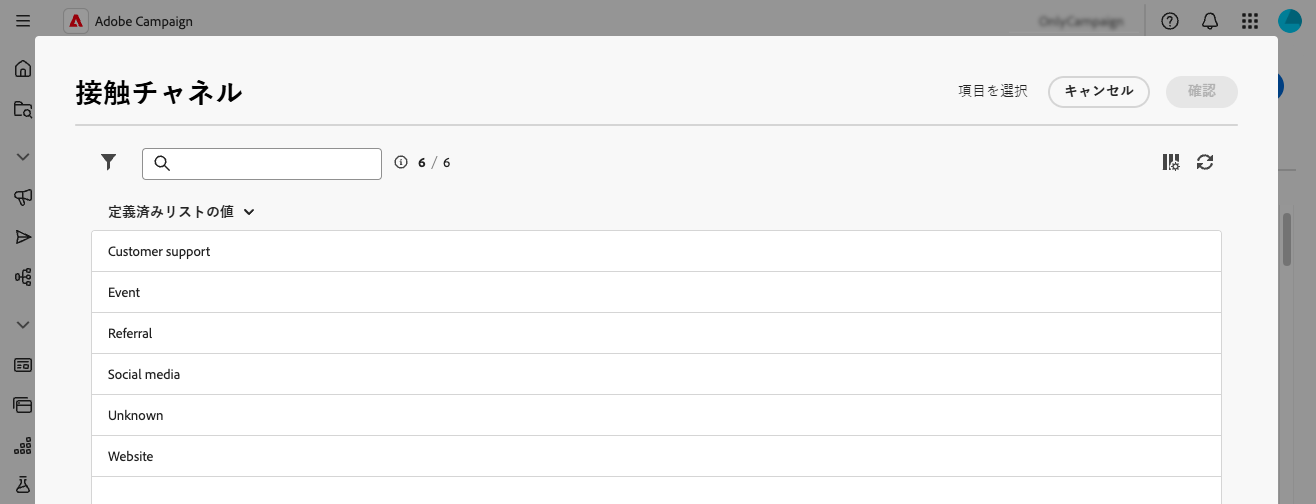 Adobe Campaign
接触チャネル
項目を選択
キャンセル
確認
6 / 6
定義済みリストの値
Customer support
Event
Referral
Social media
Unknown
Website